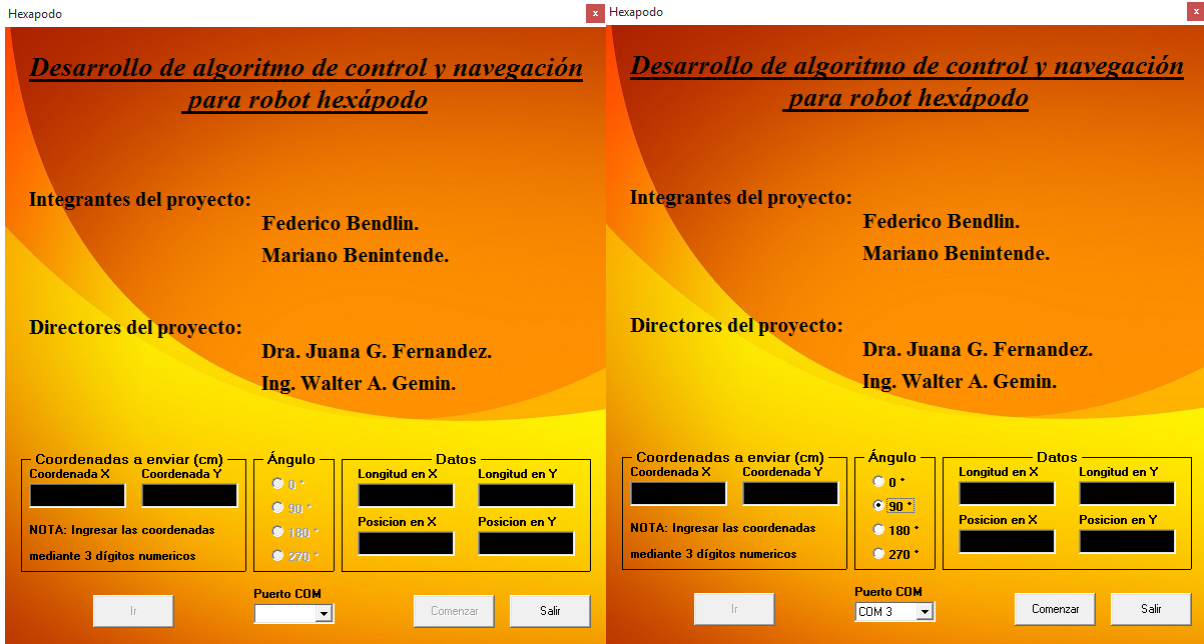 Hexapodo
x
Desarrollo de algoritmo de control y navegación
para robot hexápodo
Integrantes del proyecto:
Federico Bendlin.
Mariano Benintende.
Directores del proyecto:
Dra. Juana G. Fernandez.
Ing. Walter A. Gemin.
Coordenadas a enviar (cm)
Coordenada X Coordenada Y
NOTA: Ingresar las coordenadas
mediante 3 dígitos numericos
Ángulo
0 °
90 °
180 °
270 °
Datos
Longitud en X Longitud en Y
Posicion en X Posicion en Y
Ir
Puerto COM
Comenzar
Salir
Hexapodo
x
Desarrollo de algoritmo de control y navegación
para robot hexápodo
Integrantes del proyecto:
Federico Bendlin.
Mariano Benintende.
Directores del proyecto:
Dra. Juana G. Fernandez.
Ing. Walter A. Gemin.
Coordenadas a enviar (cm)
Coordenada X Coordenada Y
NOTA: Ingresar las coordenadas
mediante 3 dígitos numericos
Ángulo
0 °
90 °
180 °
270 °
Datos
Longitud en X Longitud en Y
Posicion en X Posicion en Y
Ir
Puerto COM
COM 3
Comenzar
Salir